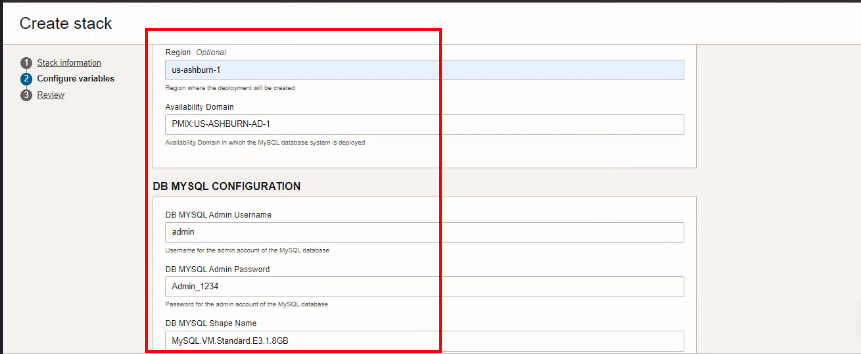 Create stack
1 Stack information
2 Configure variables
3 Review
Region Optional
us-ashburn-1
Region where the deployment will be created
Availability Domain
PMIX:US-ASHBURN-AD-1
Availability Domain in which the MySQL database system is deployed
DB MYSQL CONFIGURATION
DB MYSQL Admin Username
admin
Username for the admin account of the MySQL database
DB MYSQL Admin Password
Admin_1234
Password for the admin account of the MySQL database
DB MYSQL Shape Name
MySQL.VM.Standard.E3.1.8GB